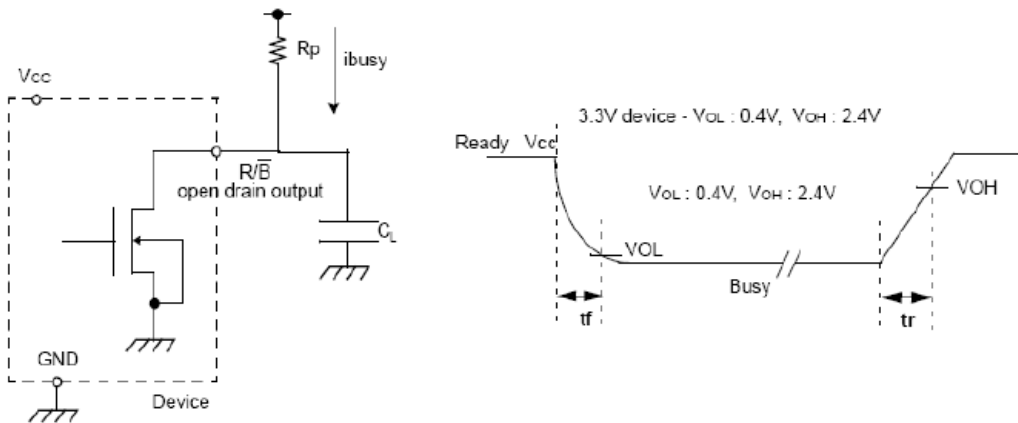 Rp
ibusy
Vcc
R/B̅
open drain output
CL
GND
Device
3.3V device - VOL : 0.4V, VOH : 2.4V
Ready Vcc
VOL : 0.4V, VOH : 2.4V
VOH
VOL
Busy
tf
tr